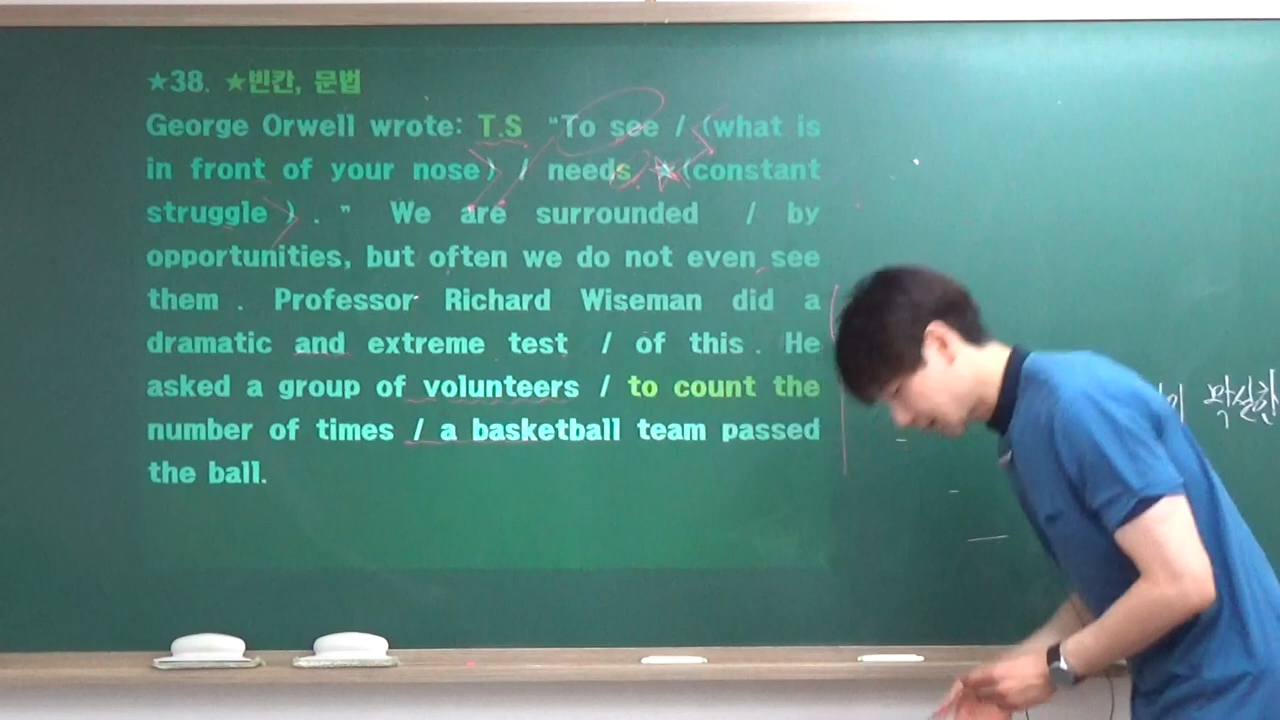 ★38. ★빈칸, 문법
George Orwell wrote: T.S "To see / (what is
in front of your nose) / needs ★(constant
struggle ) . " We are surrounded / by
opportunities, but often we do not even see
them . Professor Richard Wiseman did a
dramatic and extreme test / of this . He
asked a group of volunteers / to count the
number of times / a basketball team passed
the ball.